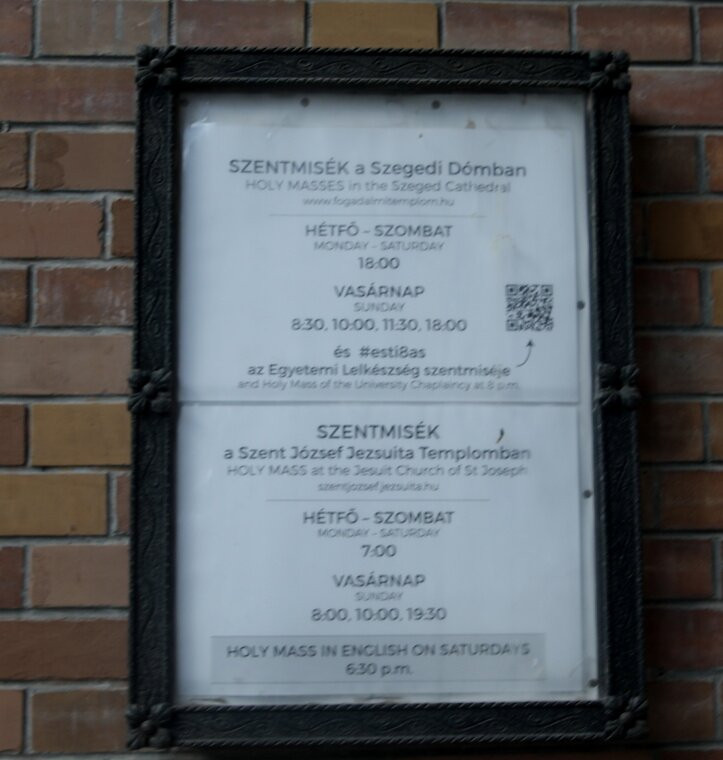 SZENTMISÉK a Szegedi Dómban
HOLY MASSES in the Szeged Cathedral
www.fogadalmitemplom.hu
HÉTFŐ - SZOMBAT
MONDAY - SATURDAY
18:00
VASÁRNAP
SUNDAY
8:30, 10:00, 11:30, 18:00
és #esti8as
az Egyetemi Lelkészség szentmiséje
and Holy Mass of the University Chaplaincy at 8 p.m.
SZENTMISÉK
a Szent József Jezsuita Templomban
HOLY MASS at the Jesuit Church of St Joseph
szentjozsef.jezsuita.hu
HÉTFŐ - SZOMBAT
MONDAY - SATURDAY
7:00
VASÁRNAP
SUNDAY
8:00, 10:00, 19:30
HOLY MASS IN ENGLISH ON SATURDAYS
6:30 p.m.